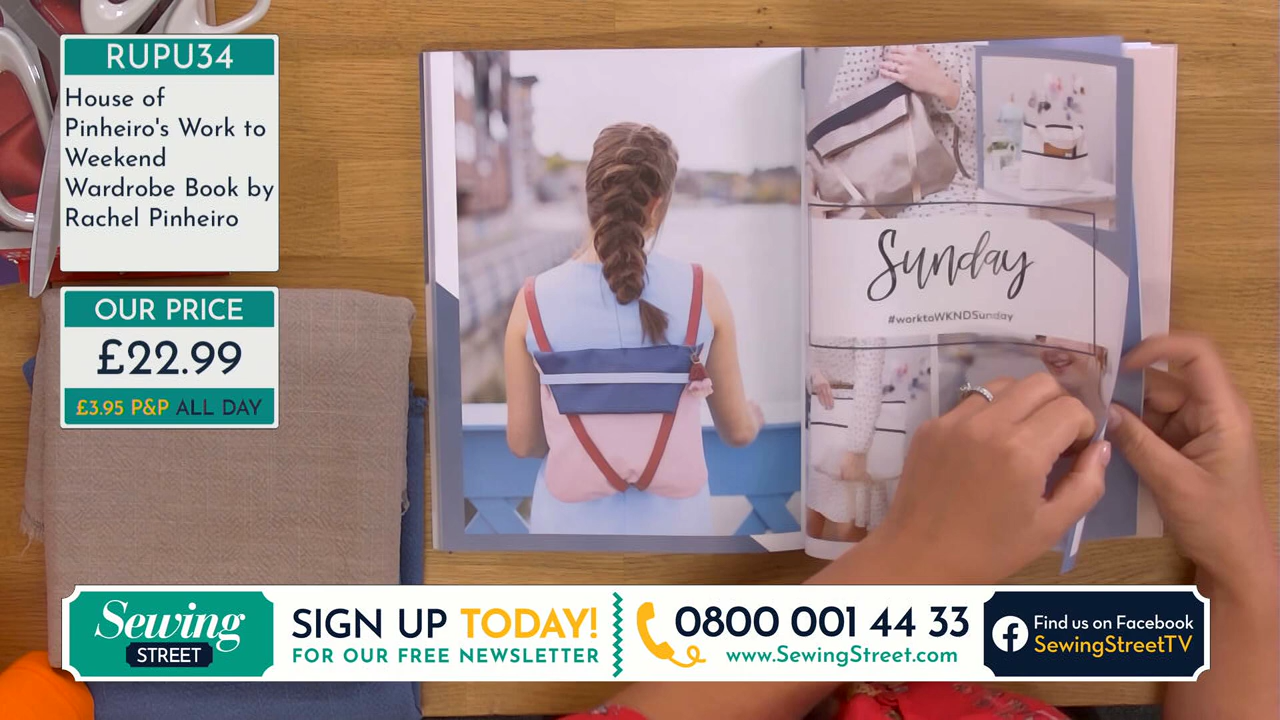 RUPU34
House of
Pinheiro's Work to
Weekend
Wardrobe Book by
Rachel Pinheiro
OUR PRICE
£22.99
£3.95 P&P ALL DAY
Sunday
#worktoWKNDSunday
Sewing
STREET
SIGN UP TODAY!
FOR OUR FREE NEWSLETTER
0800 001 44 33
www.SewingStreet.com
Find us on Facebook
SewingStreetTV